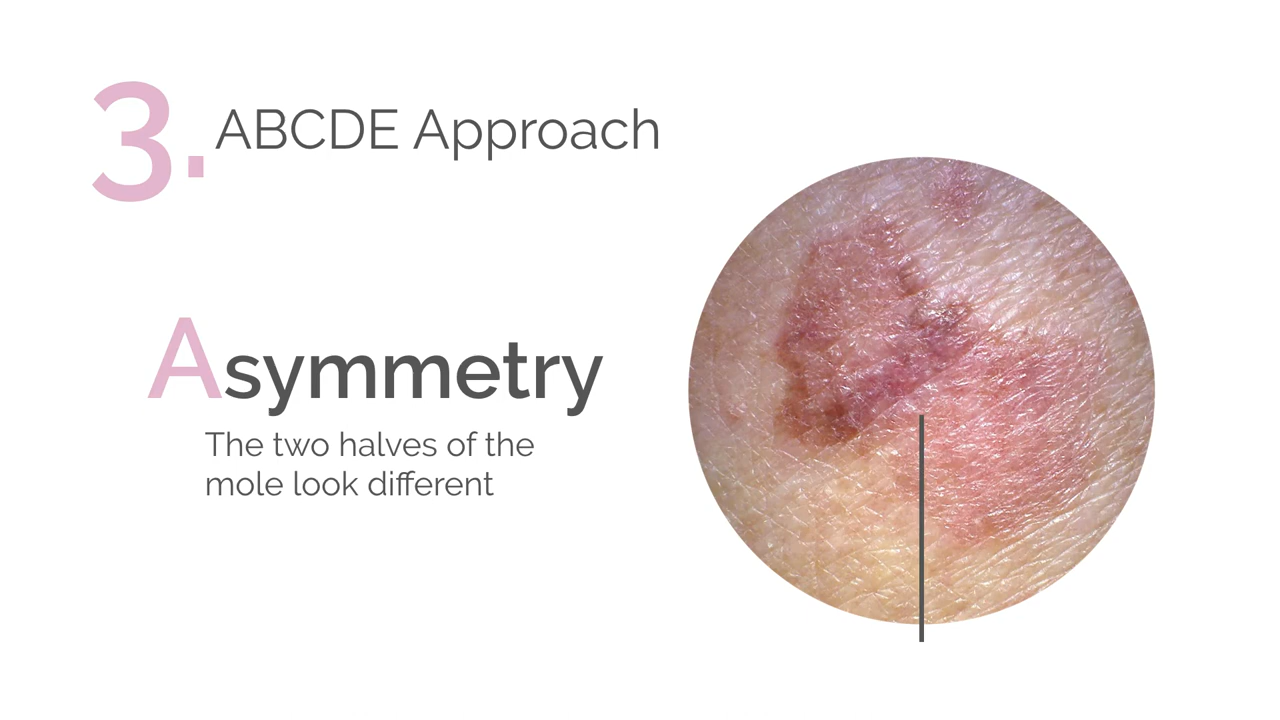 3. ABCDE Approach
Asymmetry
The two halves of the
mole look different